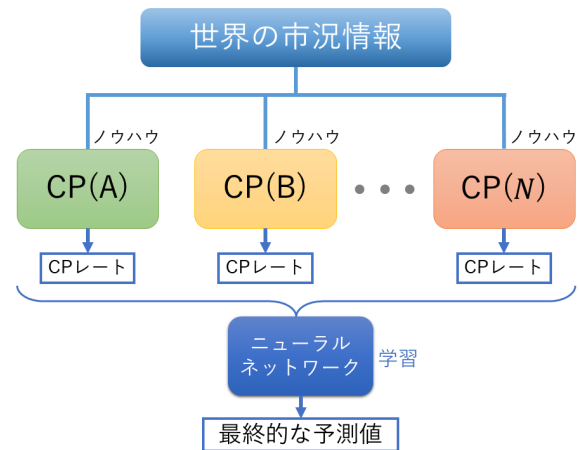 世界の市況情報
ノウハウ
ノウハウ
ノウハウ
CP(A)
CP(B)
CP(N)
CPレート
CPレート
CPレート
ニューラル
ネットワーク
学習
最終的な予測値